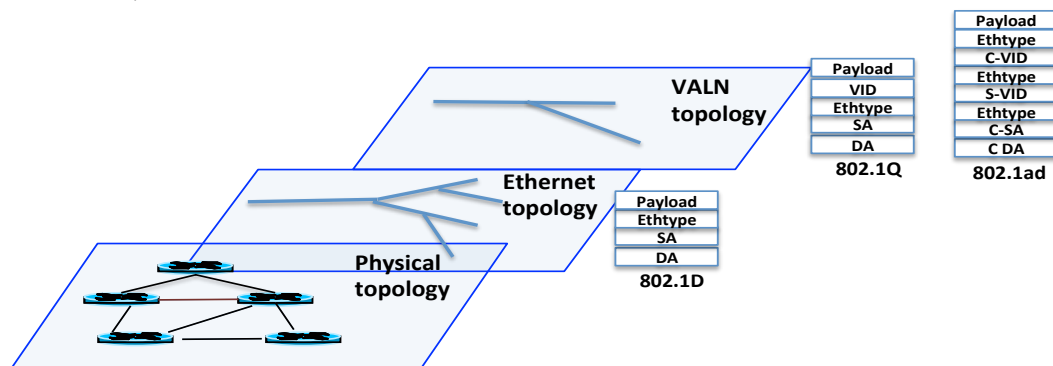 Payload
Ethtype
C-VID
Ethtype
S-VID
Ethtype
C-SA
C DA
802.1ad
Payload
VID
Ethtype
SA
DA
802.1Q
VALN
topology
Ethernet
topology
Payload
Ethtype
SA
DA
802.1D
Physical
topology